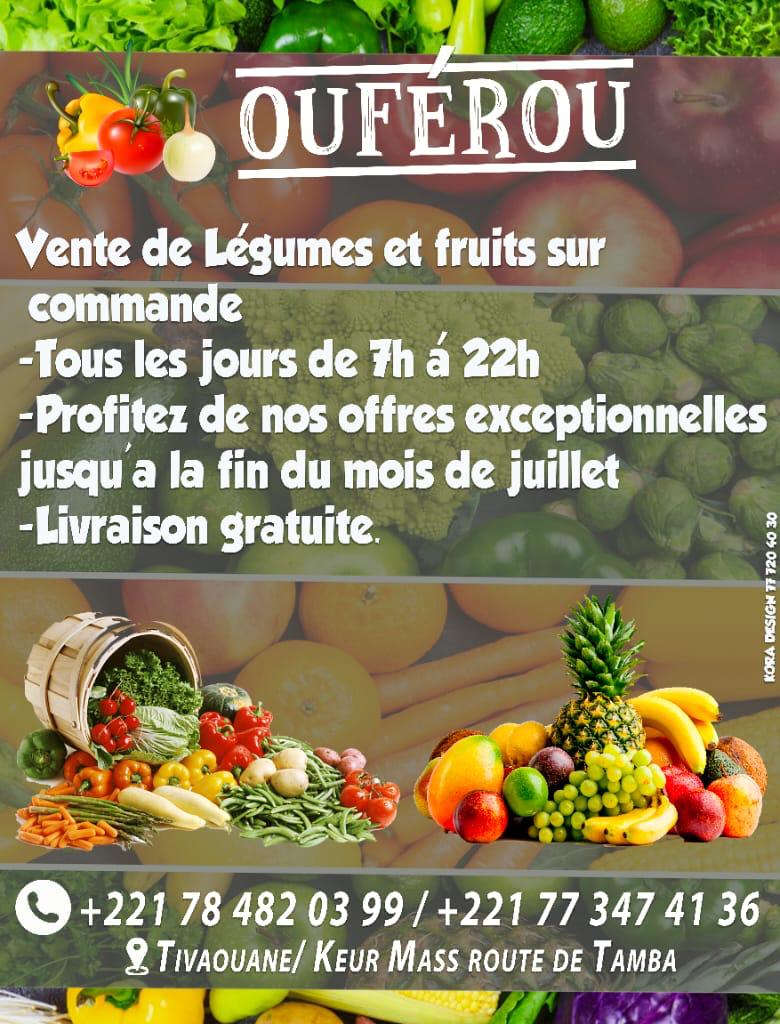 OUFÉROU
Vente de Légumes et fruits sur
commande
-Tous les jours de 7h á 22h
-Profitez de nos offres exceptionnelles
jusqu'a la fin du mois de juillet
-Livraison gratuite.
KORA DESIGN 77 720 40 30
+221 78 482 03 99 / +221 77 347 41 36
TIVAOUANE/ KEUR MASS ROUTE DE TAMBA